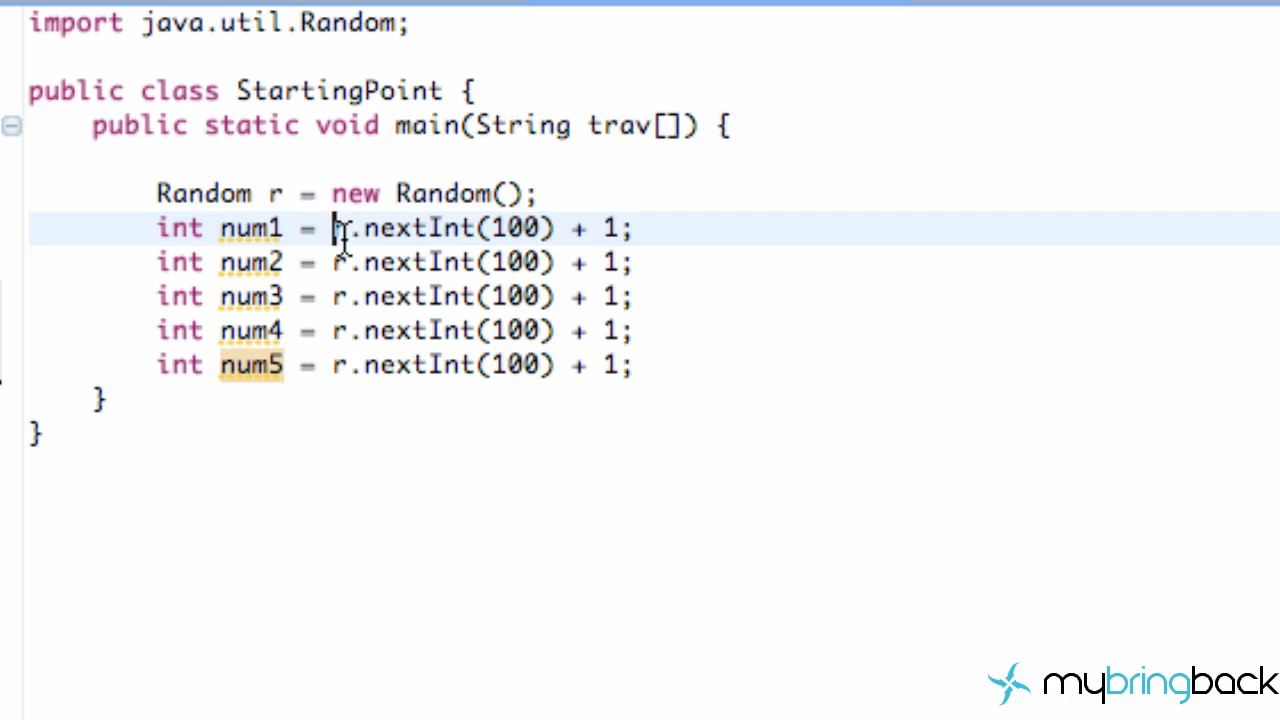 import java.util.Random;
public class StartingPoint {
public static void main(String trav[]) {
Random r = new Random();
int num1 = r.nextInt(100) + 1;
int num2 = r.nextInt(100) + 1;
int num3 = r.nextInt(100) + 1;
int num4 = r.nextInt(100) + 1;
int num5 = r.nextInt(100) + 1;
}
}
mybringback